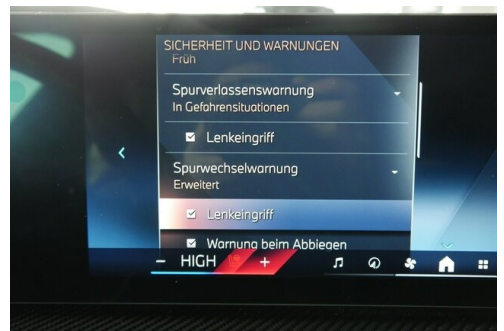 SICHERHEIT UND WARNUNGEN
Früh
Spurverlassenswarnung
In Gefahrensituationen
Lenkeingriff
Spurwechselwarnung
Erweitert
Lenkeingriff
Warnung beim Abbiegen
− HIGH +